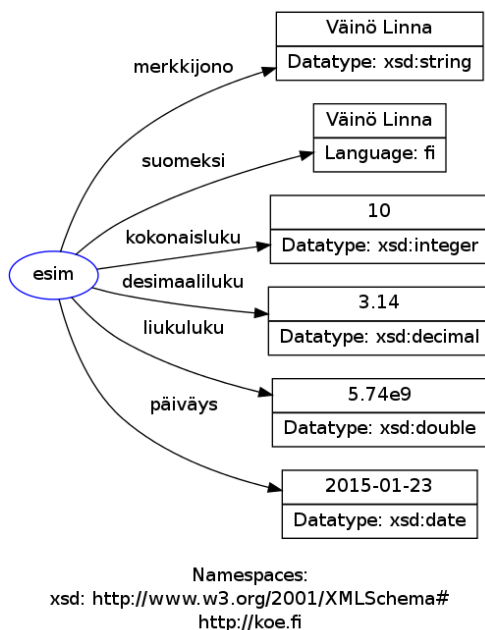 Väinö Linna
Datatype: xsd:string
merkkijono
Väinö Linna
Language: fi
suomeksi
10
Datatype: xsd:integer
kokonaisluku
esim
3.14
Datatype: xsd:decimal
desimaaliluku
liukuluku
5.74e9
Datatype: xsd:double
päiväys
2015-01-23
Datatype: xsd:date
Namespaces:
xsd: http://www.w3.org/2001/XMLSchema#
http://koe.fi